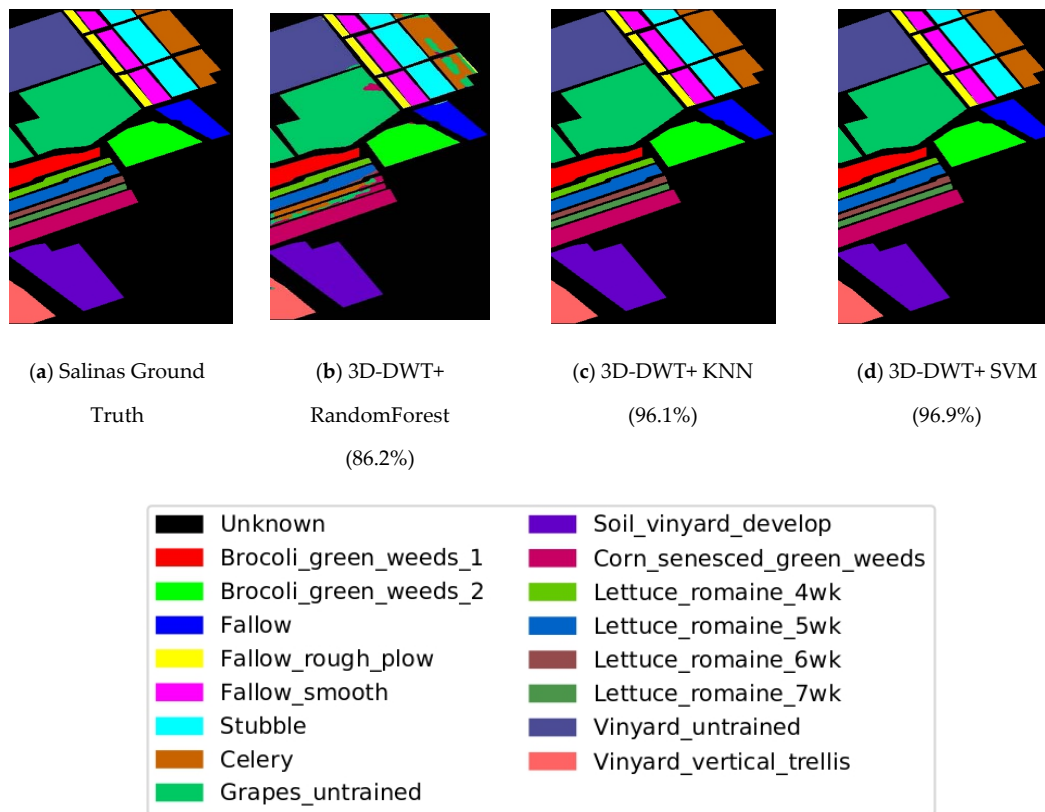 (a) Salinas Ground
Truth
(b) 3D-DWT+
RandomForest
(86.2%)
(c) 3D-DWT+ KNN
(96.1%)
(d) 3D-DWT+ SVM
(96.9%)
Unknown
Brocoli_green_weeds_1
Brocoli_green_weeds_2
Fallow
Fallow_rough_plow
Fallow_smooth
Stubble
Celery
Grapes_untrained
Soil_vinyard_develop
Corn_senesced_green_weeds
Lettuce_romaine_4wk
Lettuce_romaine_5wk
Lettuce_romaine_6wk
Lettuce_romaine_7wk
Vinyard_untrained
Vinyard_vertical_trellis